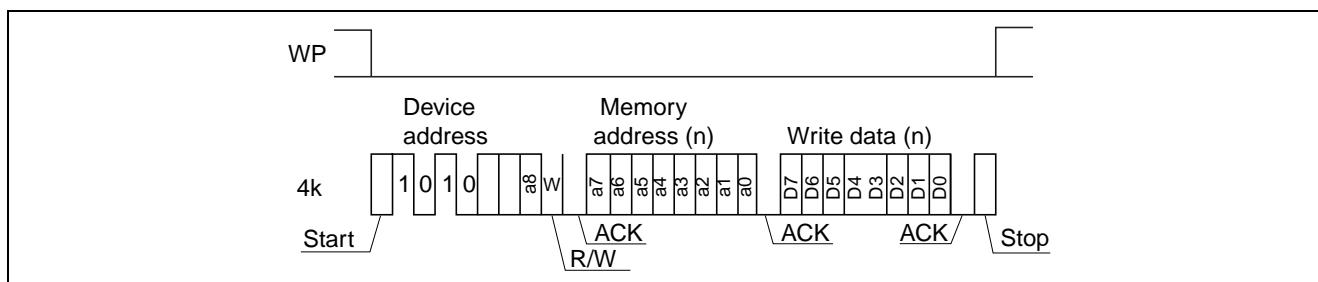 WP
Device
address
Memory
address (n)
Write data (n)
4k
1 0 1 0 a8 W a7 a6 a5 a4 a3 a2 a1 a0 D7 D6 D5 D4 D3 D2 D1 D0
Start ACK ACK ACK Stop
R/W